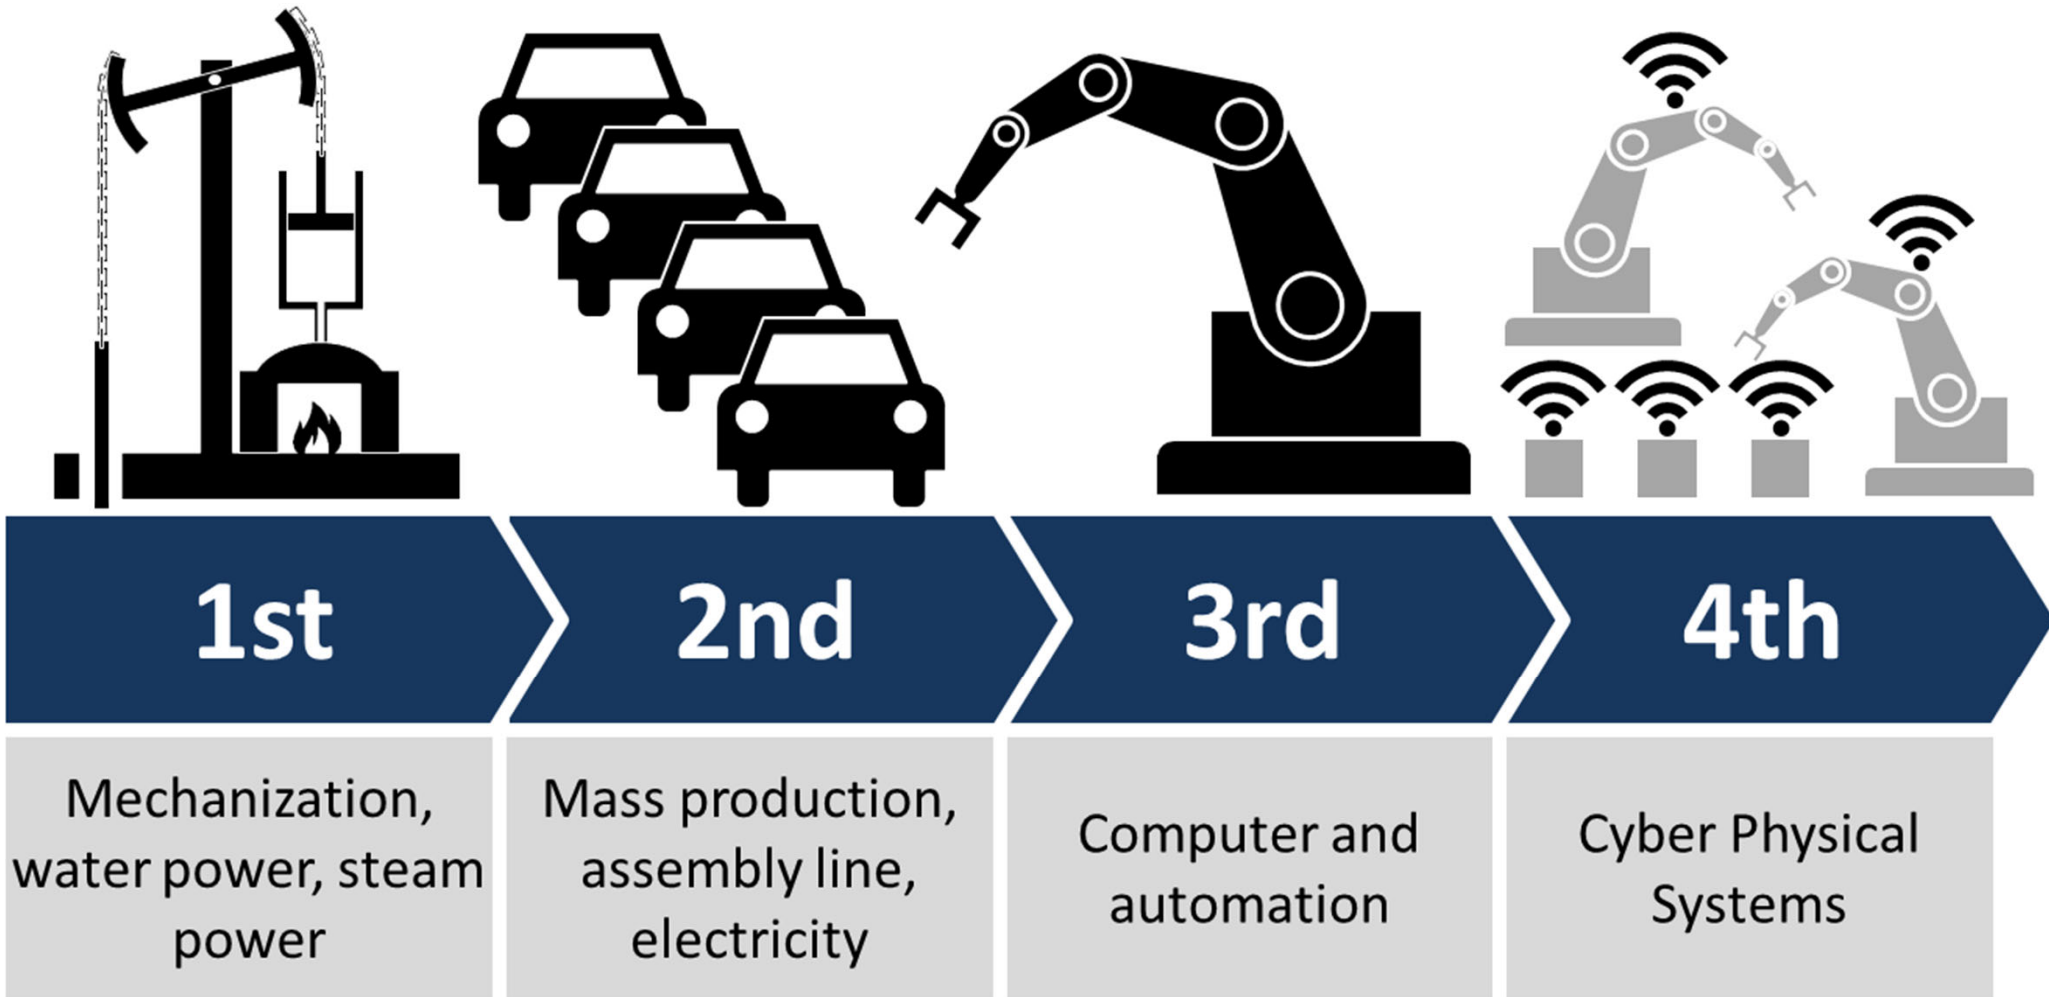 1st
2nd
3rd
4th
Mechanization,
water power, steam
power
Mass production,
assembly line,
electricity
Computer and
automation
Cyber Physical
Systems